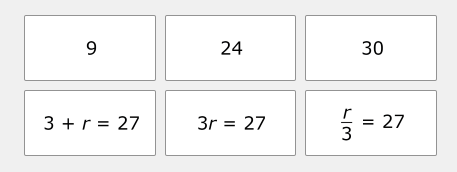 9 24 30
3 + r = 27 3r = 27 r/3 = 27